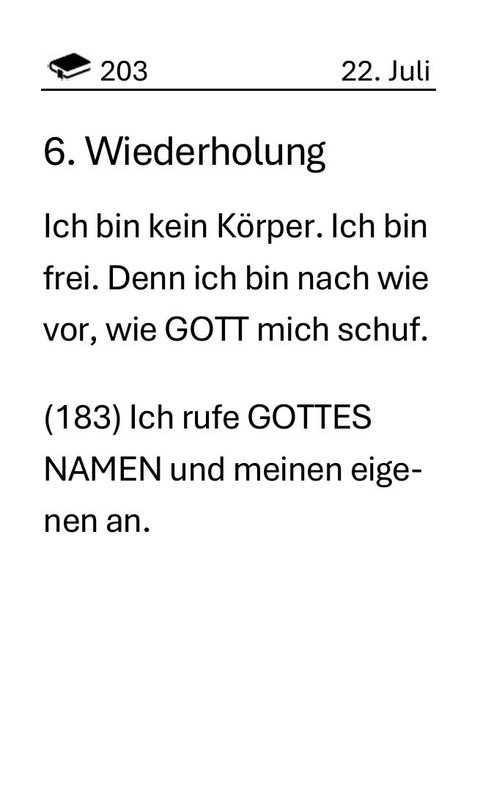 203 22. Juli
6. Wiederholung
Ich bin kein Körper. Ich bin
frei. Denn ich bin nach wie
vor, wie GOTT mich schuf.
(183) Ich rufe GOTTES
NAMEN und meinen eige-
nen an.